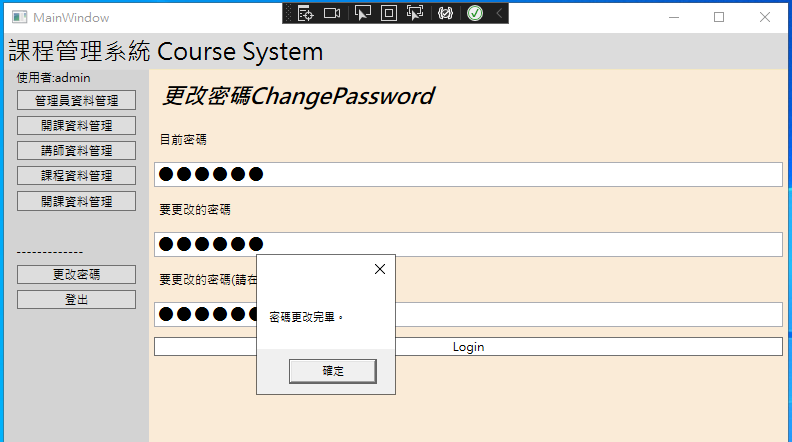 MainWindow
課程管理系統 Course System
使用者:admin
管理員資料管理
開課資料管理
講師資料管理
課程資料管理
開課資料管理
-------------
更改密碼
登出
更改密碼ChangePassword
目前密碼
●●●●●●
要更改的密碼
●●●●●●
要更改的密碼(請在
●●●●●●
Login
密碼更改完畢。
確定